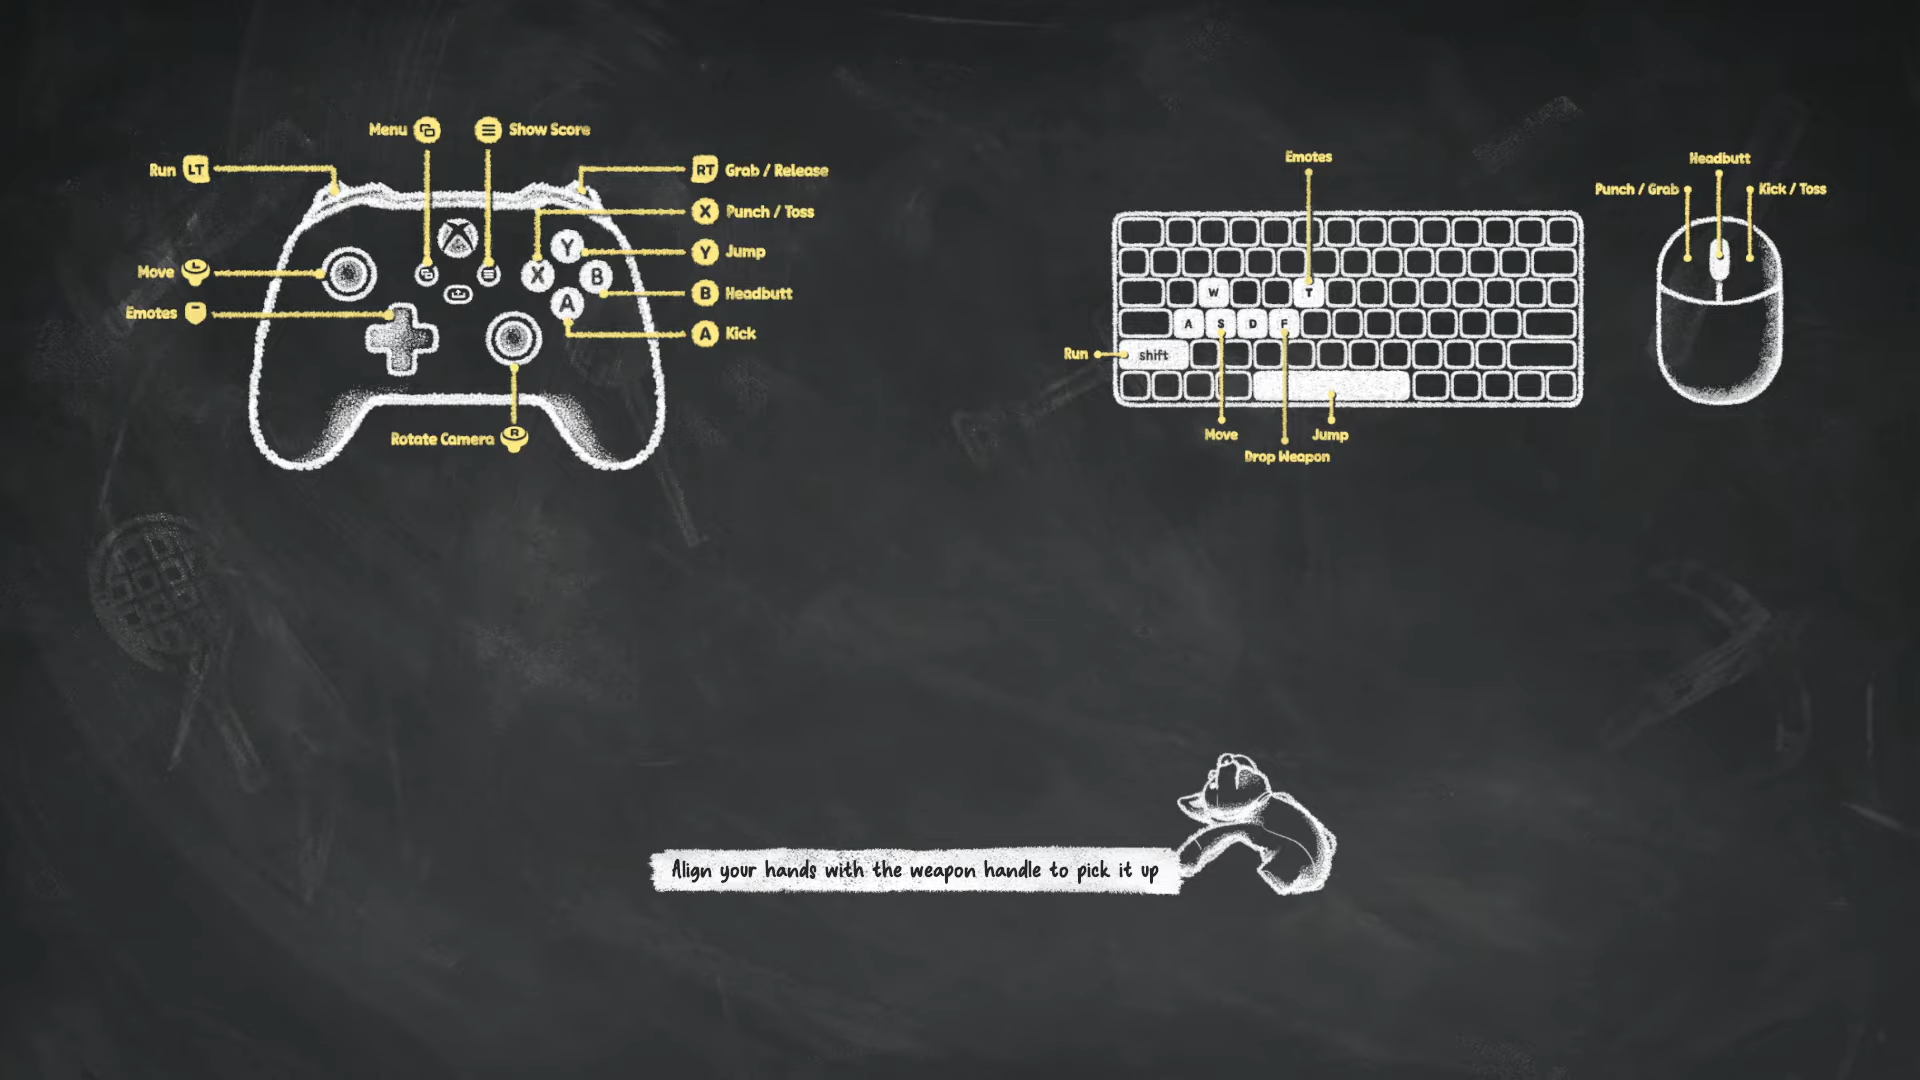 Menu
Show Score
Run LT
RT Grab / Release
X Punch / Toss
Y Jump
B Headbutt
A Kick
Move L
Emotes
Y
X
B
A
Rotate Camera R
Emotes
W
T
A
S
D
F
Run
shift
Move
Jump
Drop Weapon
Headbutt
Punch / Grab
Kick / Toss
Align your hands with the weapon handle to pick it up